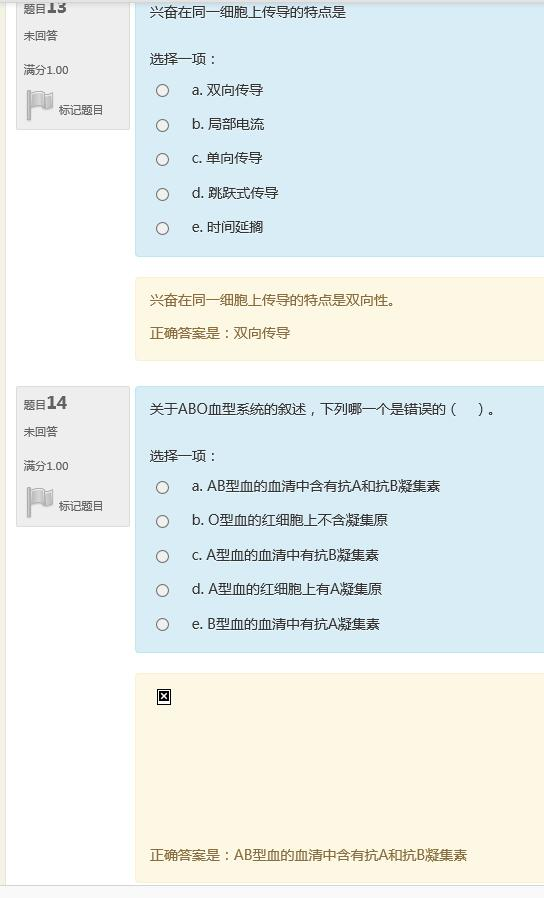 题目13
未回答
满分1.00
标记题目
兴奋在同一细胞上传导的特点是
选择一项：
a. 双向传导
b. 局部电流
c. 单向传导
d. 跳跃式传导
e. 时间延搁
兴奋在同一细胞上传导的特点是双向性。
正确答案是：双向传导
题目14
未回答
满分1.00
标记题目
关于ABO血型系统的叙述，下列哪一个是错误的（ ）。
选择一项：
a. AB型血的血清中含有抗A和抗B凝集素
b. O型血的红细胞上不含凝集原
c. A型血的血清中有抗B凝集素
d. A型血的红细胞上有A凝集原
e. B型血的血清中有抗A凝集素
正确答案是：AB型血的血清中含有抗A和抗B凝集素